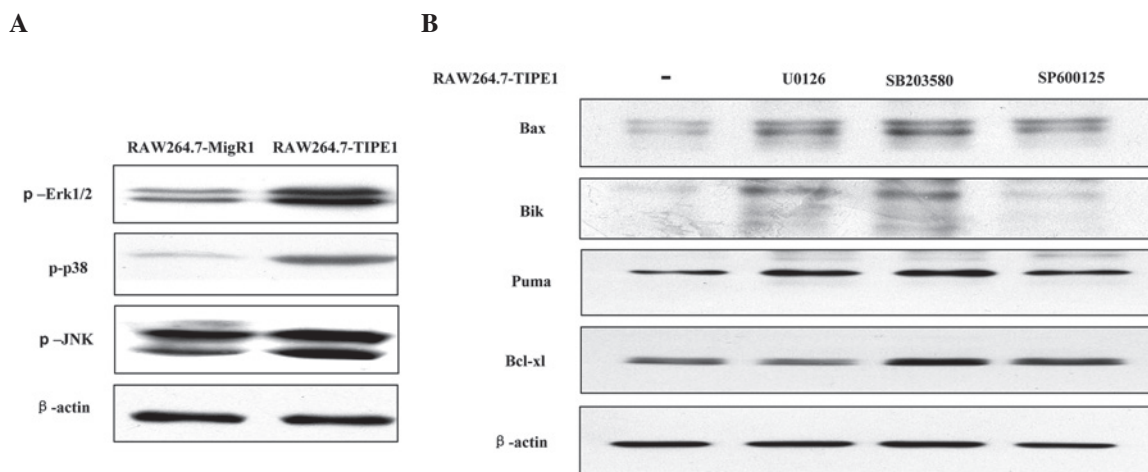 A
B
RAW264.7-TIPE1 - U0126 SB203580 SP600125
Bax
RAW264.7-MigR1 RAW264.7-TIPE1
p -Erk1/2
Bik
p-p38
Puma
p -JNK
Bcl-xl
β -actin
β -actin